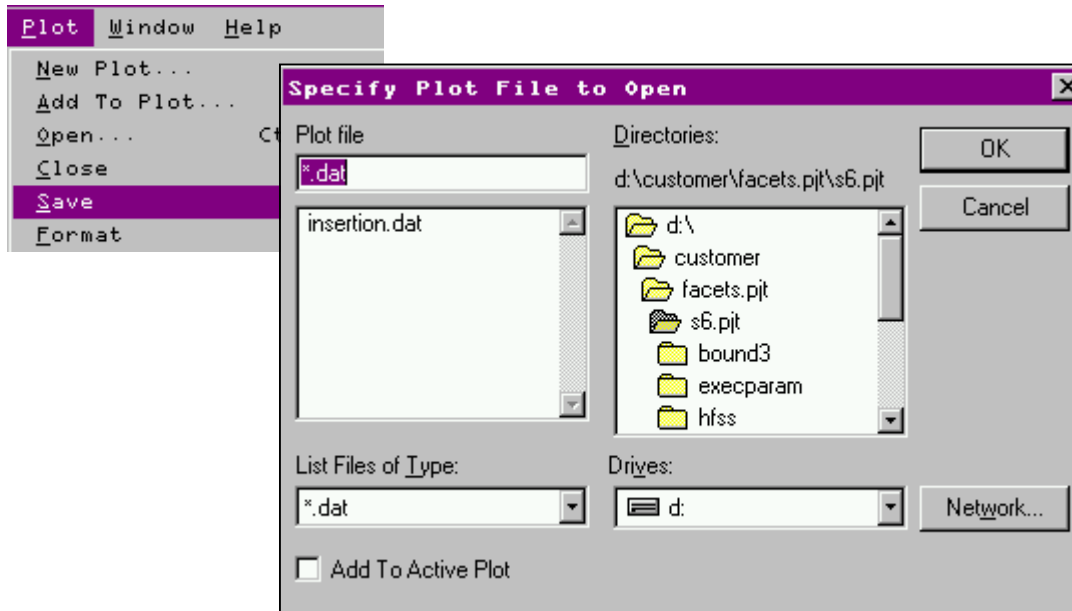 Plot Window Help
New Plot...
Add To Plot...
Open... Ct
Close
Save
Format
Specify Plot File to Open
Plot file
*.dat
insertion.dat
List Files of Type:
*.dat
Add To Active Plot
Directories:
d:\customer\facets.pjt\s6.pjt
d:\
customer
facets.pjt
s6.pjt
bound3
execparam
hfss
Drives:
d:
OK
Cancel
Network...